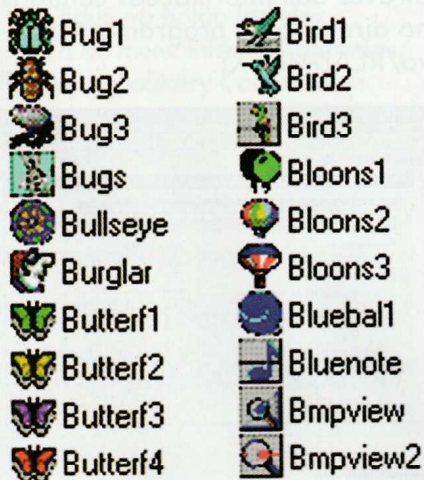 Bug1
Bug2
Bug3
Bugs
Bullseye
Burglar
Butterf1
Butterf2
Butterf3
Butterf4
Bird1
Bird2
Bird3
Bloons1
Bloons2
Bloons3
Bluebal1
Bluenote
Bmpview
Bmpview2